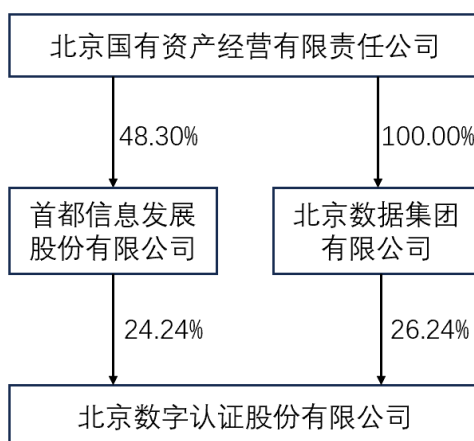 北京国有资产经营有限责任公司
48.30%
100.00%
首都信息发展
股份有限公司
北京数据集团
有限公司
24.24%
26.24%
北京数字认证股份有限公司